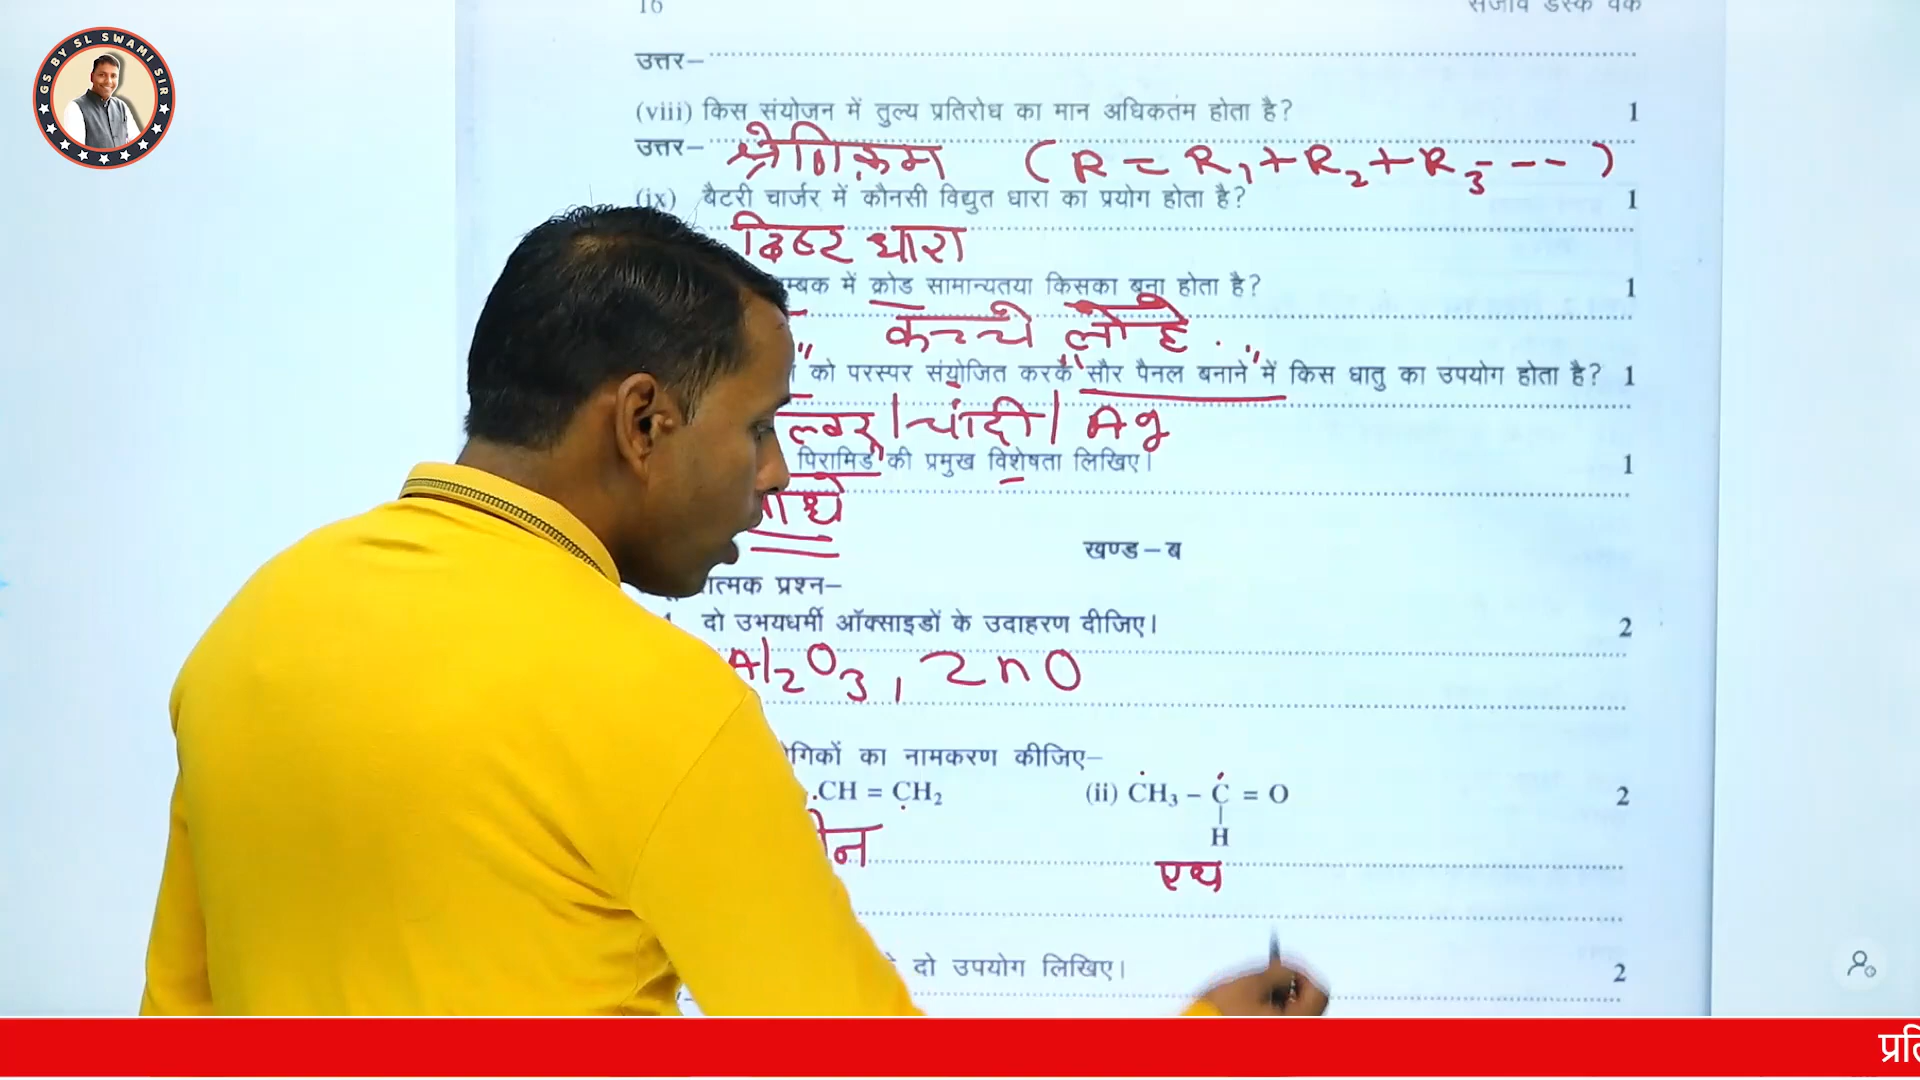 GS BY SL SWAMI SIR
16
संजीव डेस्क वर्क
उत्तर–
(viii) किस संयोजन में तुल्य प्रतिरोध का मान अधिकतम होता है? 1
उत्तर– श्रेणीक्रम (R = R1+R2+R3---)
(ix) बैटरी चार्जर में कौनसी विद्युत धारा का प्रयोग होता है? 1
दिष्ट धारा
म्बक में क्रोड सामान्यतया किसका बना होता है? 1
कच्चे लोहे
को परस्पर संयोजित करके सौर पैनल बनाने में किस धातु का उपयोग होता है? 1
ल्वर/चांदी/Ag
पिरामिड की प्रमुख विशेषता लिखिए। 1
खण्ड – ब
त्मक प्रश्न–
दो उभयधर्मी ऑक्साइडों के उदाहरण दीजिए। 2
Al2O3, ZnO
गिकों का नामकरण कीजिए–
CH = CH2 (ii) CH3 – C = O 2
H
ीन
एथ
दो उपयोग लिखिए। 2
प्रति